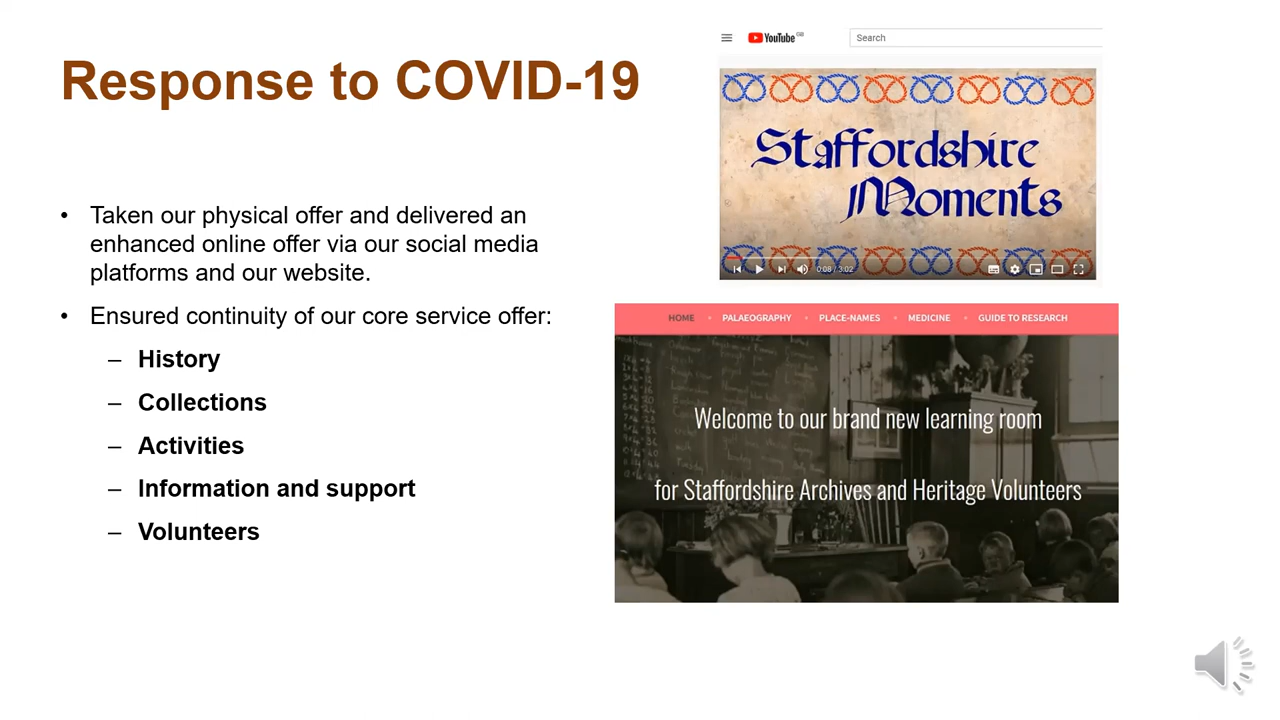 Response to COVID-19
• Taken our physical offer and delivered an
enhanced online offer via our social media
platforms and our website.
• Ensured continuity of our core service offer:
– History
– Collections
– Activities
– Information and support
– Volunteers
YouTube GB
Search
Staffordshire
Moments
0:08 / 3:02
HOME • PALAEOGRAPHY • PLACE-NAMES • MEDICINE • GUIDE TO RESEARCH
Welcome to our brand new learning room
for Staffordshire Archives and Heritage Volunteers